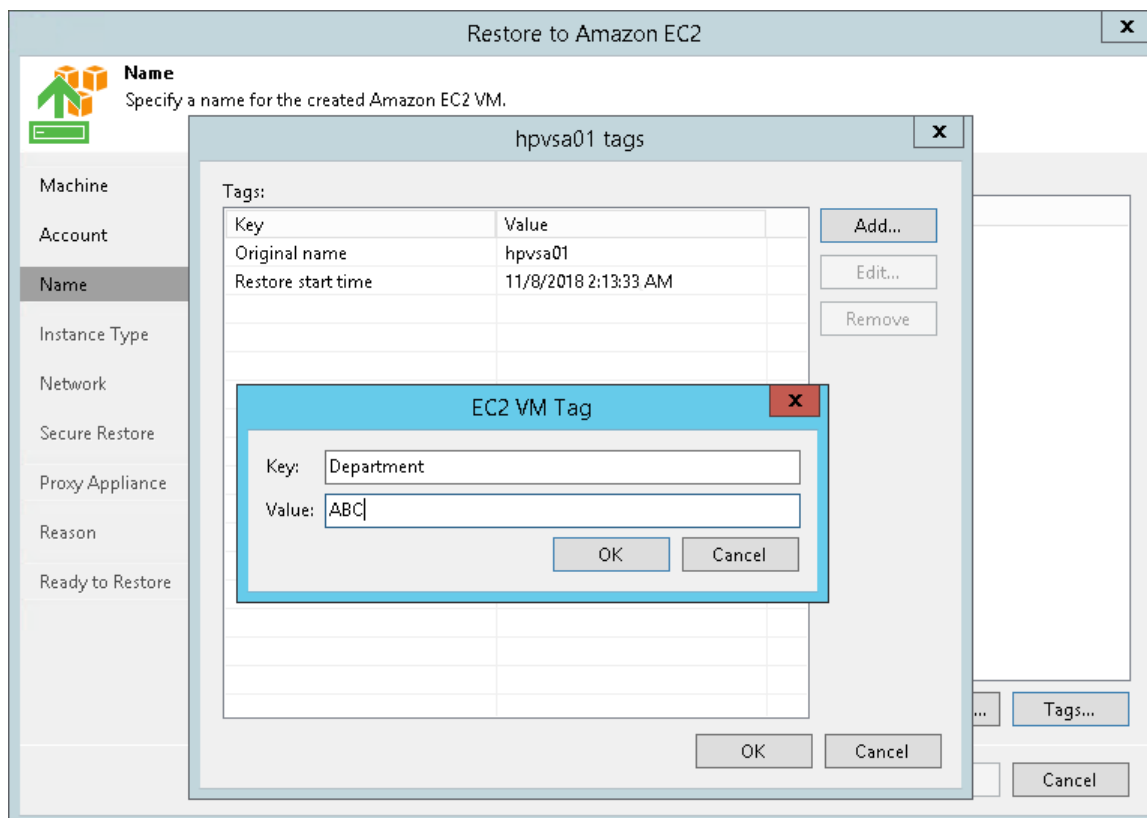 Restore to Amazon EC2
x
Name
Specify a name for the created Amazon EC2 VM.
hpvsa01 tags
x
Machine
Account
Name
Instance Type
Network
Secure Restore
Proxy Appliance
Reason
Ready to Restore
Tags:
Key Value
Original name hpvsa01
Restore start time 11/8/2018 2:13:33 AM
Add...
Edit...
Remove
EC2 VM Tag
x
Key: Department
Value: ABC
OK Cancel
... Tags...
OK Cancel
Cancel